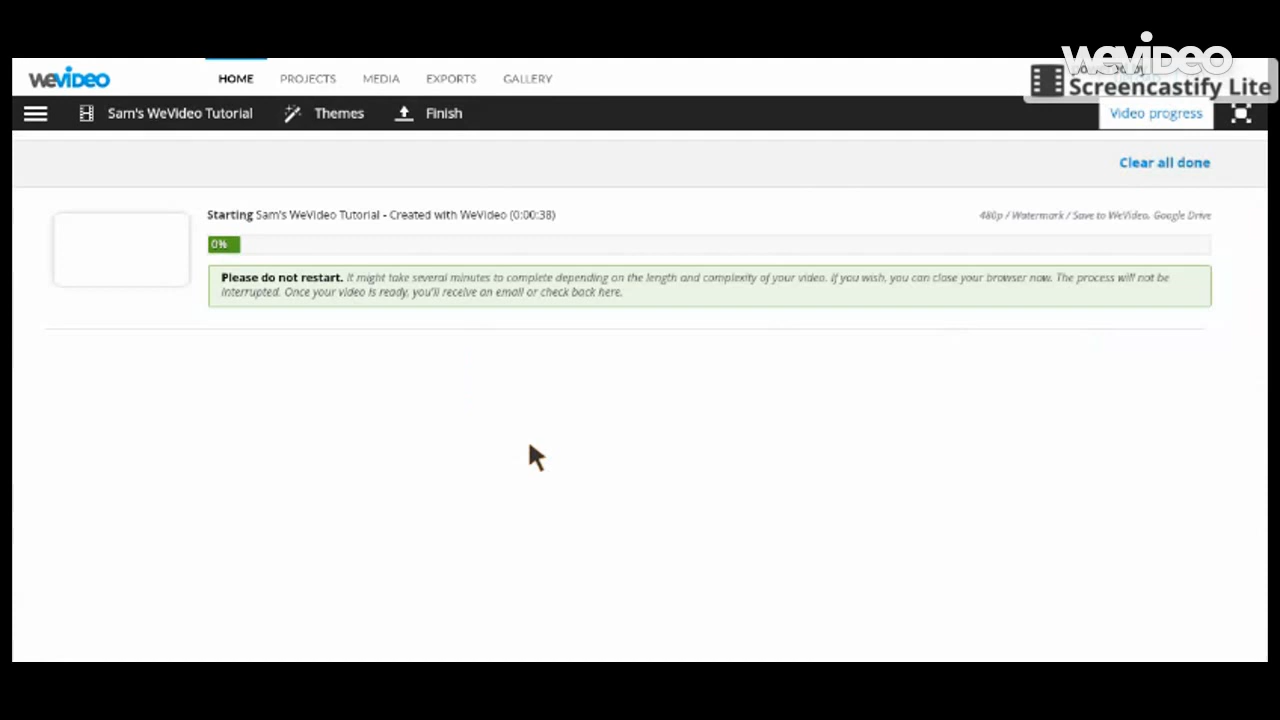 wevideo
HOME PROJECTS MEDIA EXPORTS GALLERY
wevideo
Screencastify Lite
Sam's WeVideo Tutorial Themes Finish Video progress
Clear all done
Starting Sam's WeVideo Tutorial - Created with WeVideo (0:00:38) 480p / Watermark / Save to WeVideo, Google Drive
0%
Please do not restart. It might take several minutes to complete depending on the length and complexity of your video. If you wish, you can close your browser now. The process will not be
interrupted. Once your video is ready, you'll receive an email or check back here.